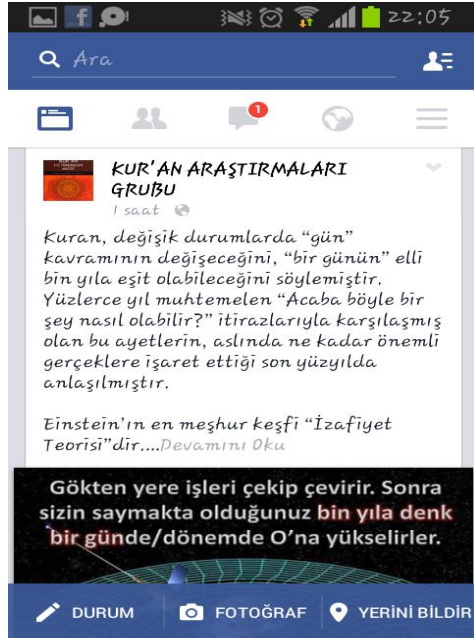 22:05
Ara
1
KUR'AN ARAŞTIRMALARI
GRUBU
1 saat
Kuran, değişik durumlarda “gün”
kavramının değişeceğini, “bir günün” elli
bin yıla eşit olabileceğini söylemiştir.
Yüzlerce yıl muhtemelen “Acaba böyle bir
şey nasıl olabilir?” itirazlarıyla karşılaşmış
olan bu ayetlerin, aslında ne kadar önemli
gerçeklere işaret ettiği son yüzyılda
anlaşılmıştır.
Einstein'ın en meşhur keşfi “İzafiyet
Teorisi”dir....Devamını Oku
Gökten yere işleri çekip çevirir. Sonra
sizin saymakta olduğunuz bin yıla denk
bir günde/dönemde O'na yükselirler.
DURUM FOTOĞRAF YERİNİ BİLDİR